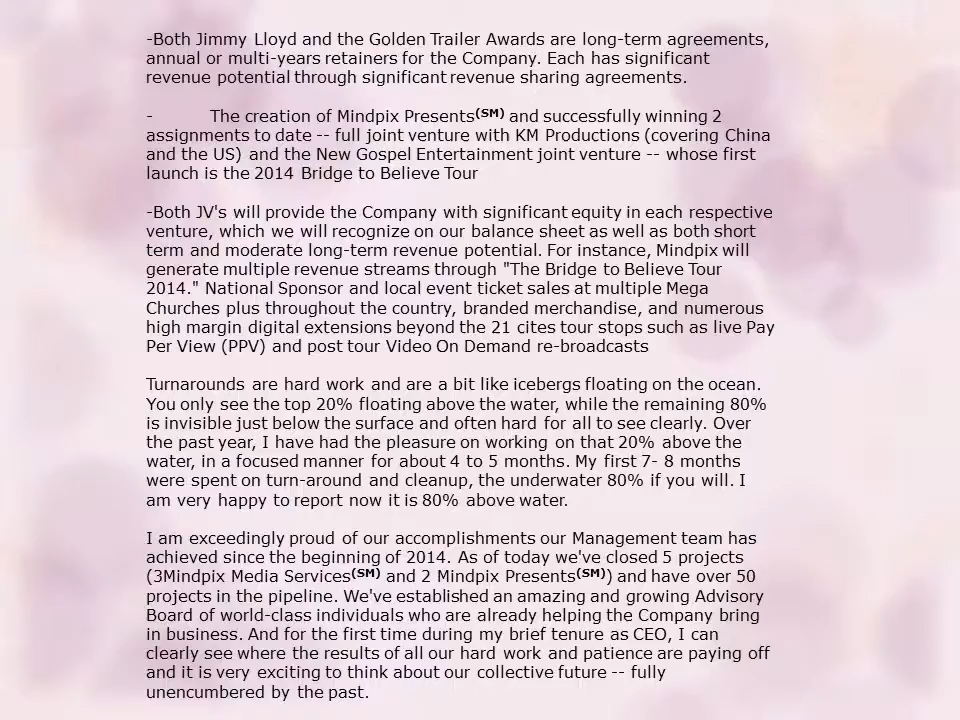 -Both Jimmy Lloyd and the Golden Trailer Awards are long-term agreements,
annual or multi-years retainers for the Company. Each has significant
revenue potential through significant revenue sharing agreements.
- The creation of Mindpix Presents(SM) and successfully winning 2
assignments to date -- full joint venture with KM Productions (covering China
and the US) and the New Gospel Entertainment joint venture -- whose first
launch is the 2014 Bridge to Believe Tour
-Both JV's will provide the Company with significant equity in each respective
venture, which we will recognize on our balance sheet as well as both short
term and moderate long-term revenue potential. For instance, Mindpix will
generate multiple revenue streams through "The Bridge to Believe Tour
2014." National Sponsor and local event ticket sales at multiple Mega
Churches plus throughout the country, branded merchandise, and numerous
high margin digital extensions beyond the 21 cites tour stops such as live Pay
Per View (PPV) and post tour Video On Demand re-broadcasts
Turnarounds are hard work and are a bit like icebergs floating on the ocean.
You only see the top 20% floating above the water, while the remaining 80%
is invisible just below the surface and often hard for all to see clearly. Over
the past year, I have had the pleasure on working on that 20% above the
water, in a focused manner for about 4 to 5 months. My first 7- 8 months
were spent on turn-around and cleanup, the underwater 80% if you will. I
am very happy to report now it is 80% above water.
I am exceedingly proud of our accomplishments our Management team has
achieved since the beginning of 2014. As of today we've closed 5 projects
(3Mindpix Media Services(SM) and 2 Mindpix Presents(SM)) and have over 50
projects in the pipeline. We've established an amazing and growing Advisory
Board of world-class individuals who are already helping the Company bring
in business. And for the first time during my brief tenure as CEO, I can
clearly see where the results of all our hard work and patience are paying off
and it is very exciting to think about our collective future -- fully
unencumbered by the past.